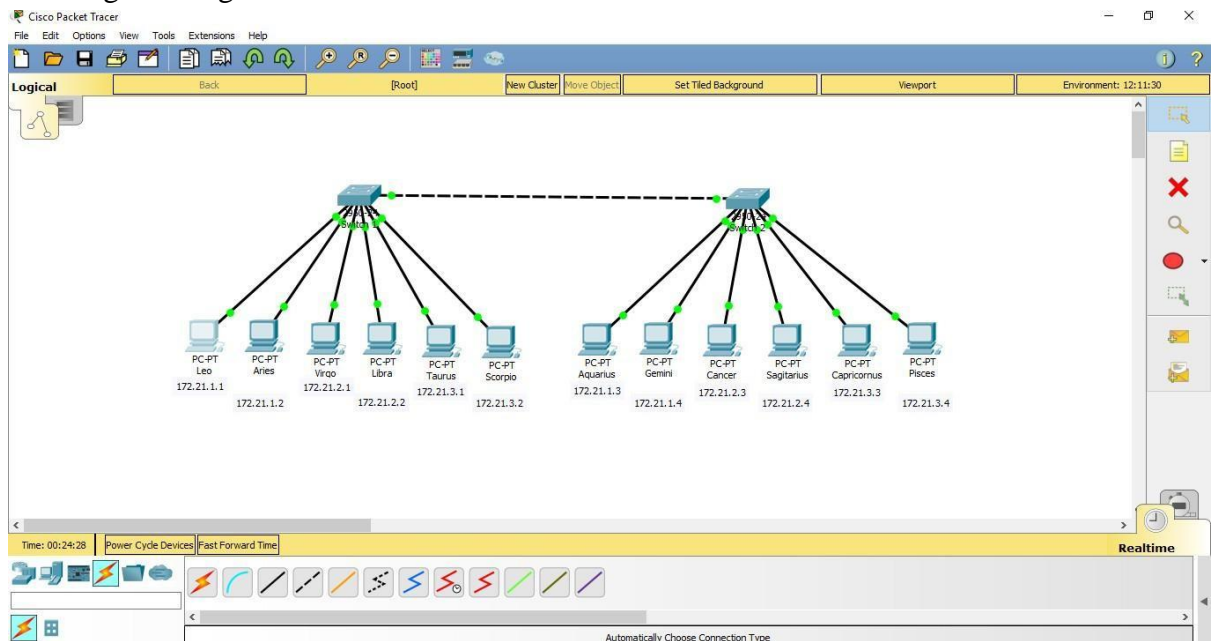 Cisco Packet Tracer
File Edit Options View Tools Extensions Help
Logical
Back
[Root]
New Cluster
Move Object
Set Tiled Background
Viewport
Environment: 12:11:30
Switch 1
Switch 2
PC-PT
Leo
172.21.1.1
PC-PT
Aries
172.21.1.2
PC-PT
Virgo
172.21.2.1
PC-PT
Libra
172.21.2.2
PC-PT
Taurus
172.21.3.1
PC-PT
Scorpio
172.21.3.2
PC-PT
Aquarius
172.21.1.3
PC-PT
Gemini
172.21.1.4
PC-PT
Cancer
172.21.2.3
PC-PT
Sagitarius
172.21.2.4
PC-PT
Capricornus
172.21.3.3
PC-PT
Pisces
172.21.3.4
Time: 00:24:28
Power Cycle Devices
Fast Forward Time
Realtime
Automatically Choose Connection Type